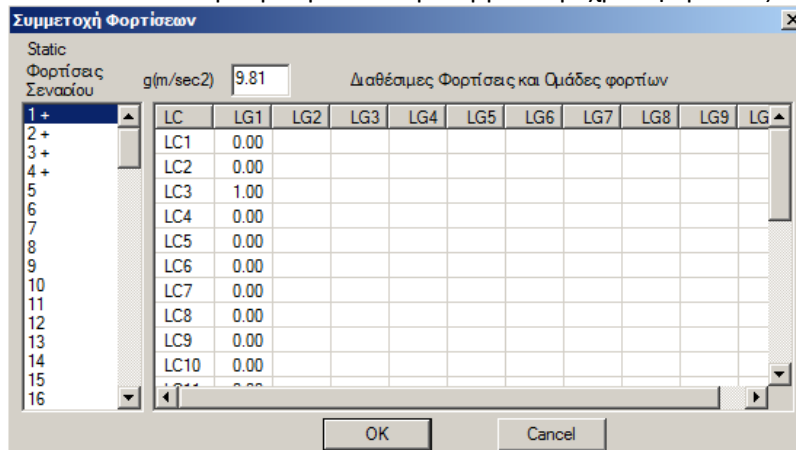 Συμμετοχή Φορτίσεων
Static
Φορτίσεις Σεναρίου
g(m/sec2) 9.81 Διαθέσιμες Φορτίσεις και Ομάδες φορτίων
1 +
2 +
3 +
4 +
5
6
7
8
9
10
11
12
13
14
15
16
LC LG1 LG2 LG3 LG4 LG5 LG6 LG7 LG8 LG9 LG
LC1 0.00
LC2 0.00
LC3 1.00
LC4 0.00
LC5 0.00
LC6 0.00
LC7 0.00
LC8 0.00
LC9 0.00
LC10 0.00
OK Cancel